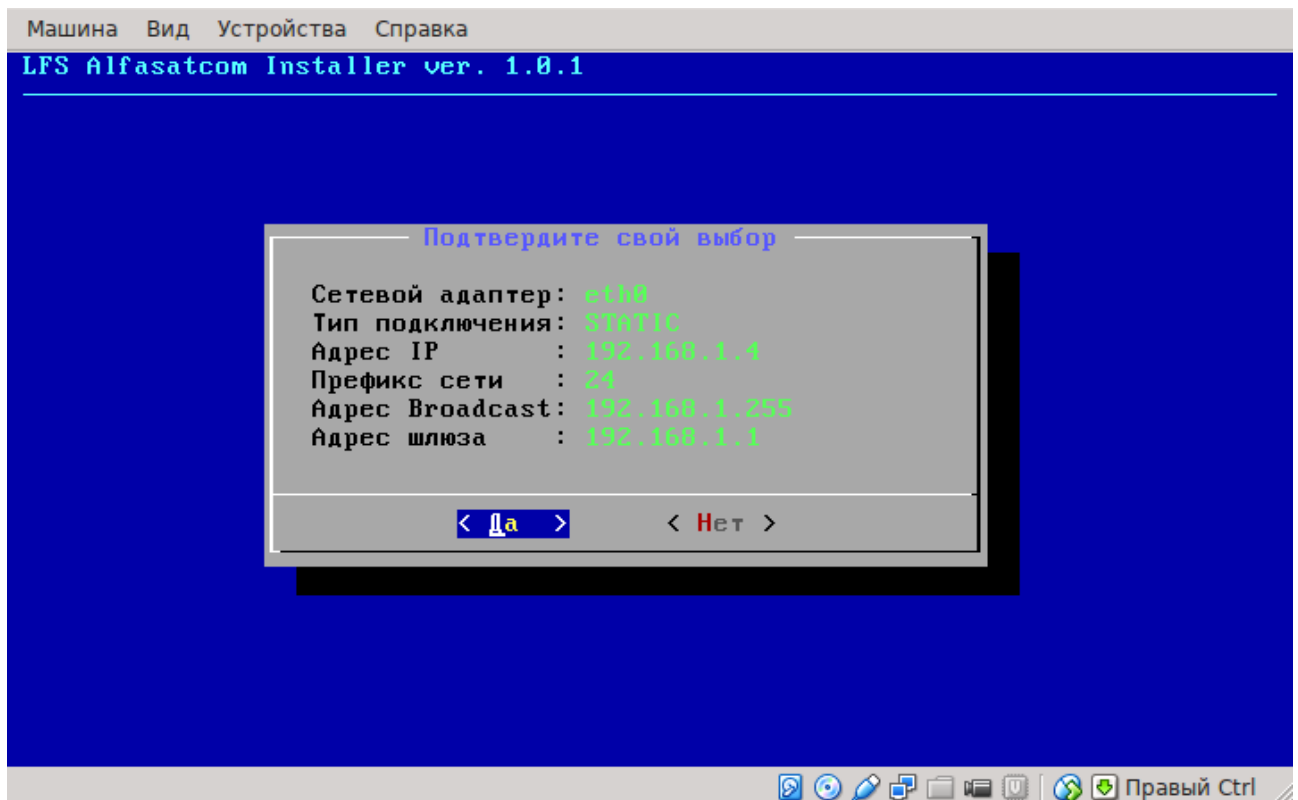 Машина Вид Устройства Справка
LFS Alfasatcom Installer ver. 1.0.1
Подтвердите свой выбор
Сетевой адаптер: eth0
Тип подключения: STATIC
Адрес IP : 192.168.1.4
Префикс сети : 24
Адрес Broadcast: 192.168.1.255
Адрес шлюза : 192.168.1.1
< Да > < Нет >
Правый Ctrl